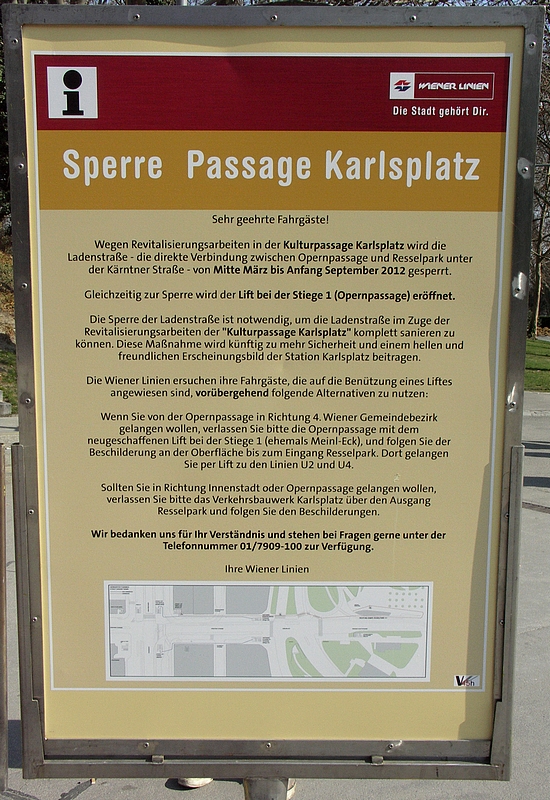 WIENER LINIEN
Die Stadt gehört Dir.
Sperre Passage Karlsplatz
Sehr geehrte Fahrgäste!
Wegen Revitalisierungsarbeiten in der Kulturpassage Karlsplatz wird die
Ladenstraße - die direkte Verbindung zwischen Opernpassage und Resselpark unter
der Kärntner Straße - von Mitte März bis Anfang September 2012 gesperrt.
Gleichzeitig zur Sperre wird der Lift bei der Stiege 1 (Opernpassage) eröffnet.
Die Sperre der Ladenstraße ist notwendig, um die Ladenstraße im Zuge der
Revitalisierungsarbeiten der "Kulturpassage Karlsplatz" komplett sanieren zu
können. Diese Maßnahme wird künftig zu mehr Sicherheit und einem hellen und
freundlichen Erscheinungsbild der Station Karlsplatz beitragen.
Die Wiener Linien ersuchen ihre Fahrgäste, die auf die Benützung eines Liftes
angewiesen sind, vorübergehend folgende Alternativen zu nutzen:
Wenn Sie von der Opernpassage in Richtung 4. Wiener Gemeindebezirk
gelangen wollen, verlassen Sie bitte die Opernpassage mit dem
neugeschaffenen Lift bei der Stiege 1 (ehemals Meinl-Eck), und folgen Sie der
Beschilderung an der Oberfläche bis zum Eingang Resselpark. Dort gelangen
Sie per Lift zu den Linien U2 und U4.
Sollten Sie in Richtung Innenstadt oder Opernpassage gelangen wollen,
verlassen Sie bitte das Verkehrsbauwerk Karlsplatz über den Ausgang
Resselpark und folgen Sie den Beschilderungen.
Wir bedanken uns für Ihr Verständnis und stehen bei Fragen gerne unter der
Telefonnummer 01/7909-100 zur Verfügung.
Ihre Wiener Linien